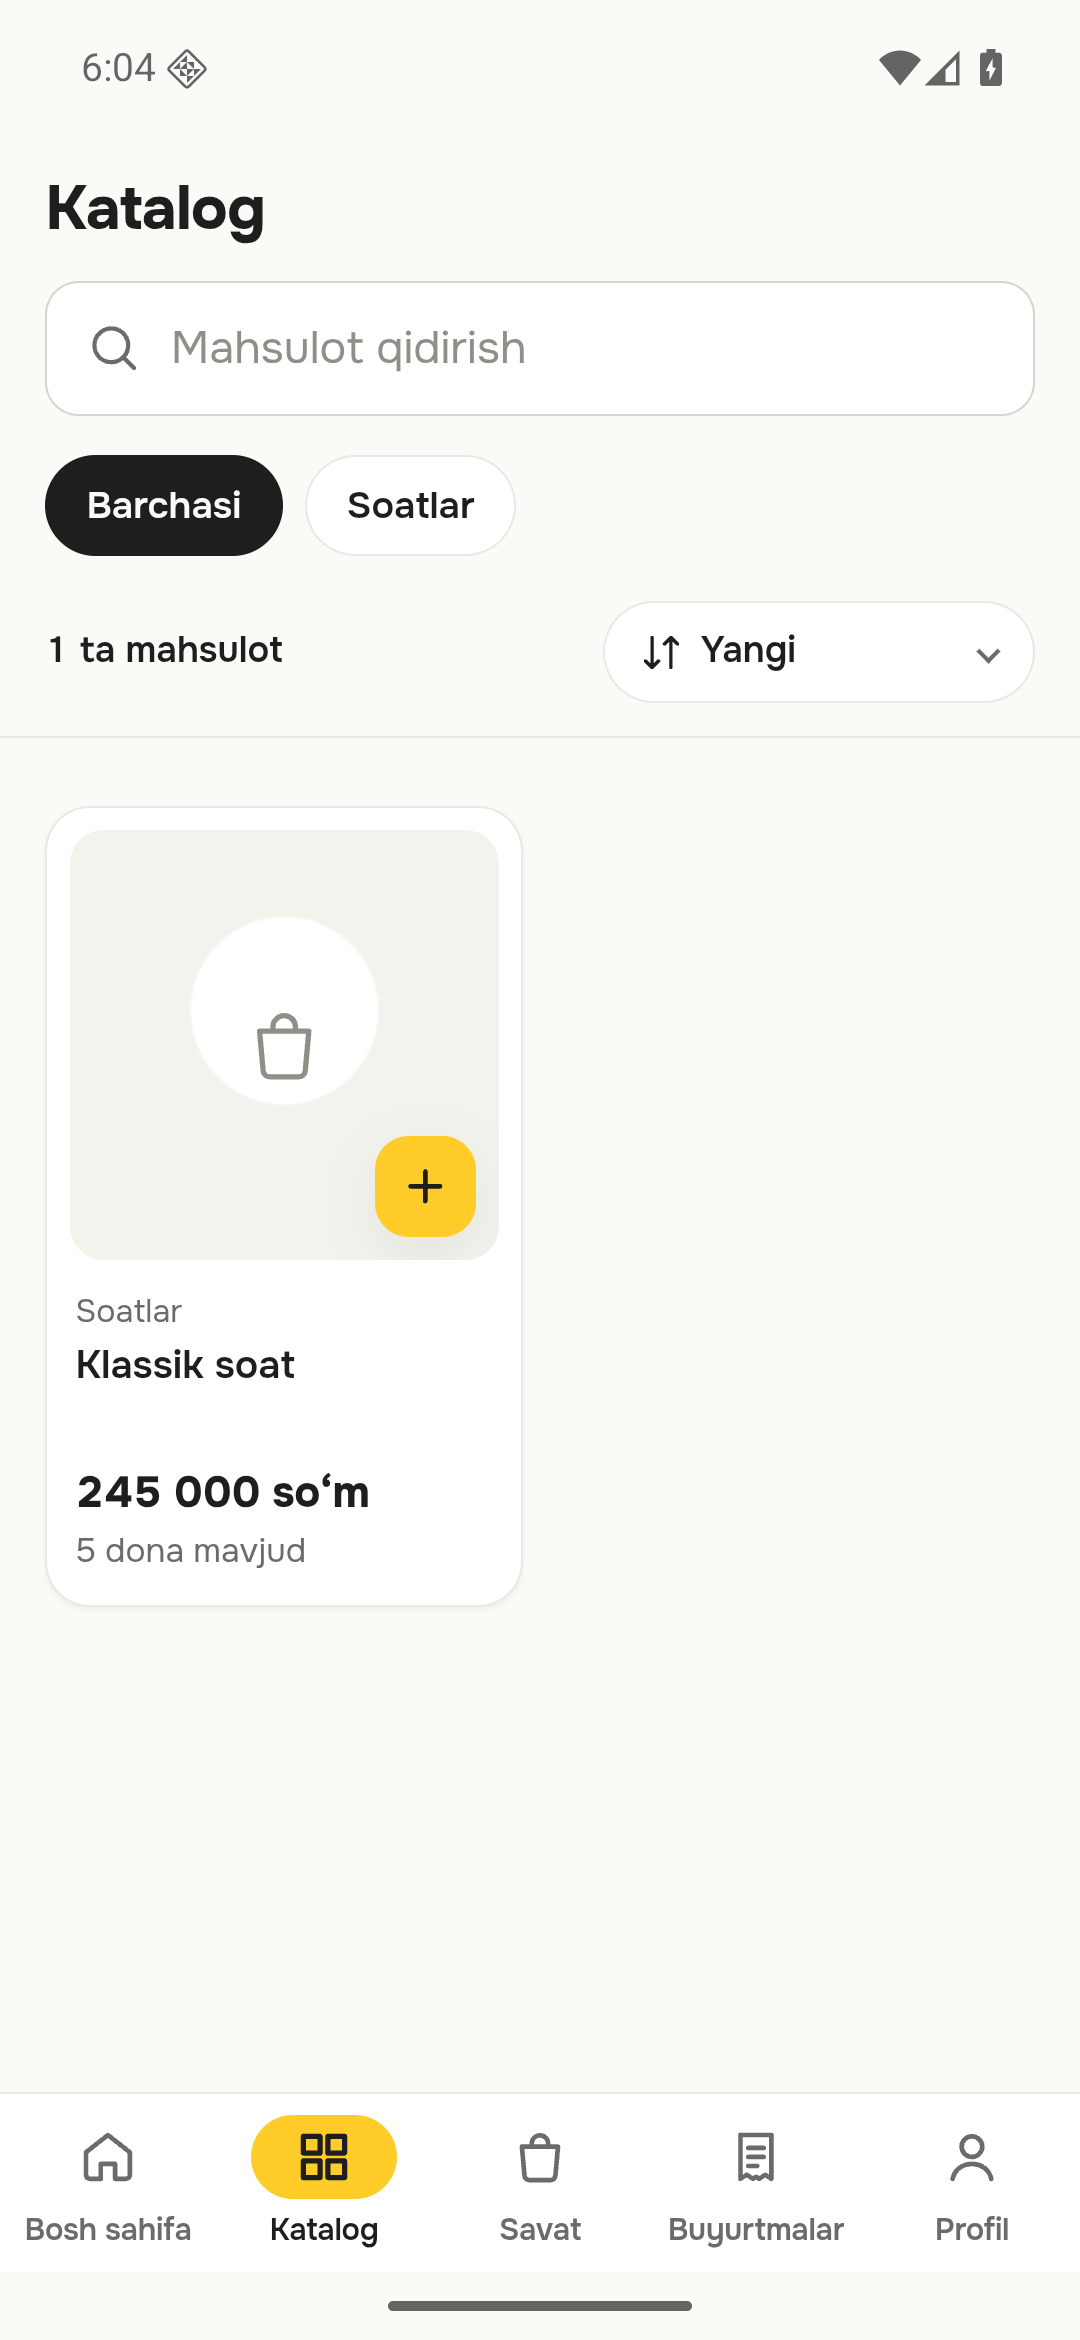 6:04
Katalog
Mahsulot qidirish
Barchasi
Soatlar
1 ta mahsulot
Yangi
Soatlar
Klassik soat
245 000 soʻm
5 dona mavjud
Bosh sahifa
Katalog
Savat
Buyurtmalar
Profil